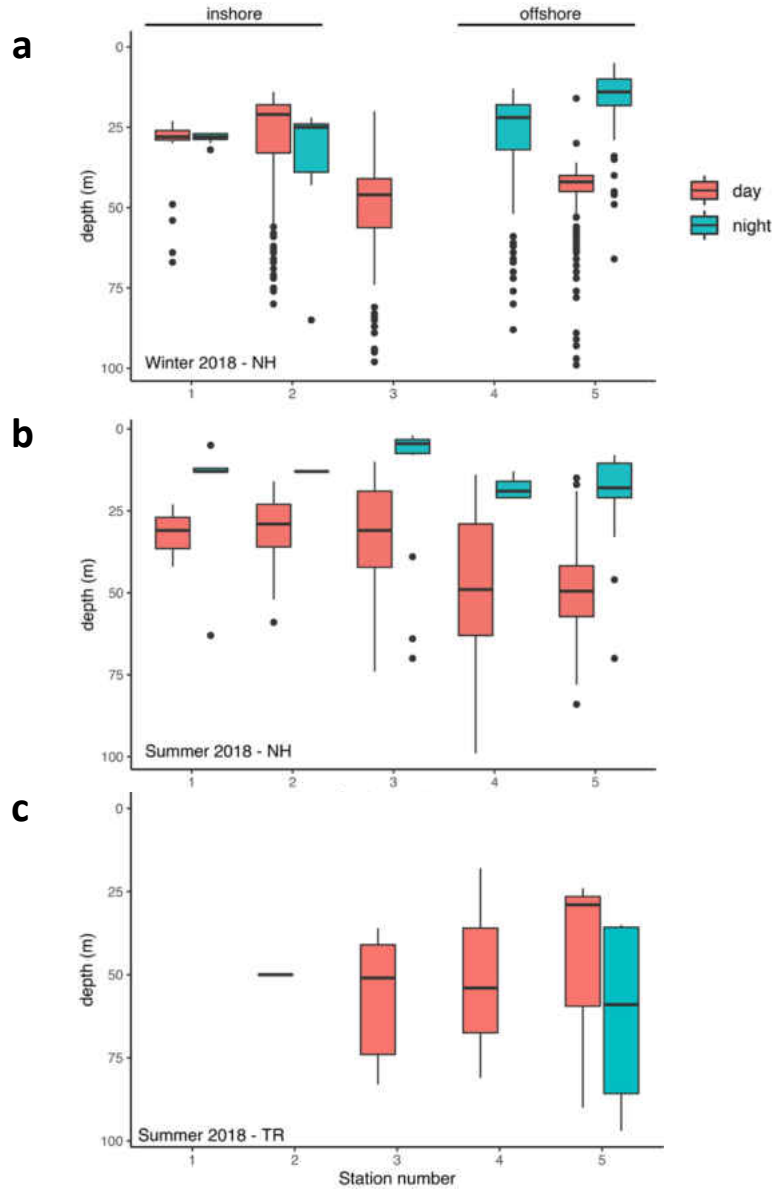 inshore offshore
a
0
25
50
75
100
depth (m)
day
night
Winter 2018 - NH
1 2 3 4 5
b
0
25
50
75
100
depth (m)
Summer 2018 - NH
1 2 3 4 5
c
0
25
50
75
100
depth (m)
Summer 2018 - TR
1 2 3 4 5
Station number